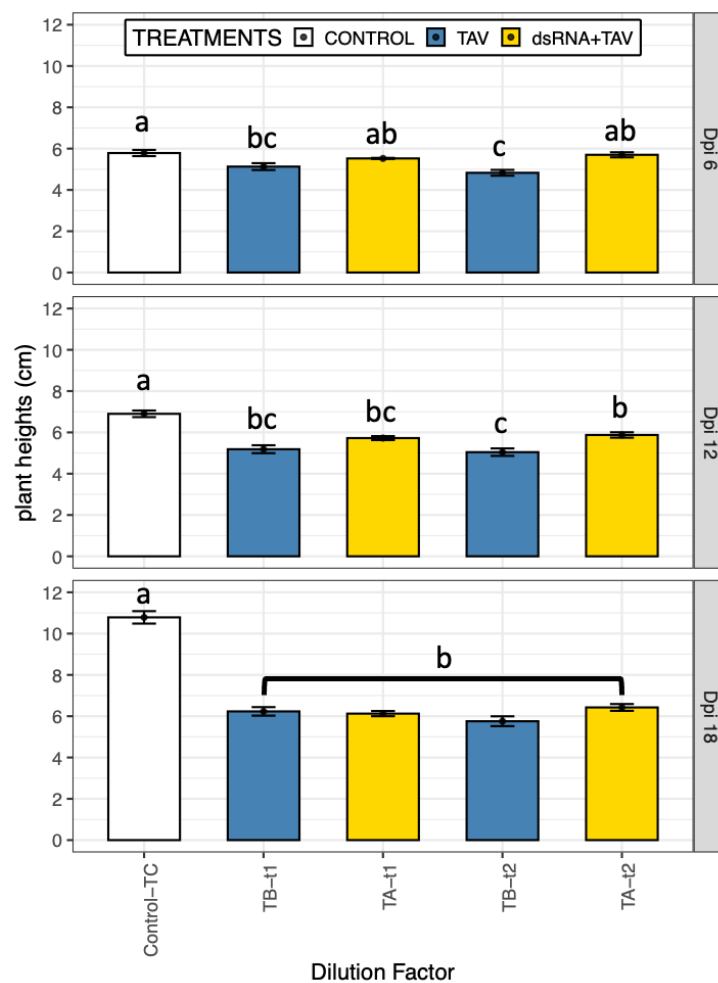 TREATMENTS CONTROL TAV dsRNA+TAV
12
10
8
6
4
2
0
a
bc
ab
c
ab
Dpi 6
12
10
8
6
4
2
0
a
bc
bc
c
b
Dpi 12
12
10
8
6
4
2
0
a
b
Dpi 18
plant heights (cm)
Control−TC
TB−t1
TA−t1
TB−t2
TA−t2
Dilution Factor